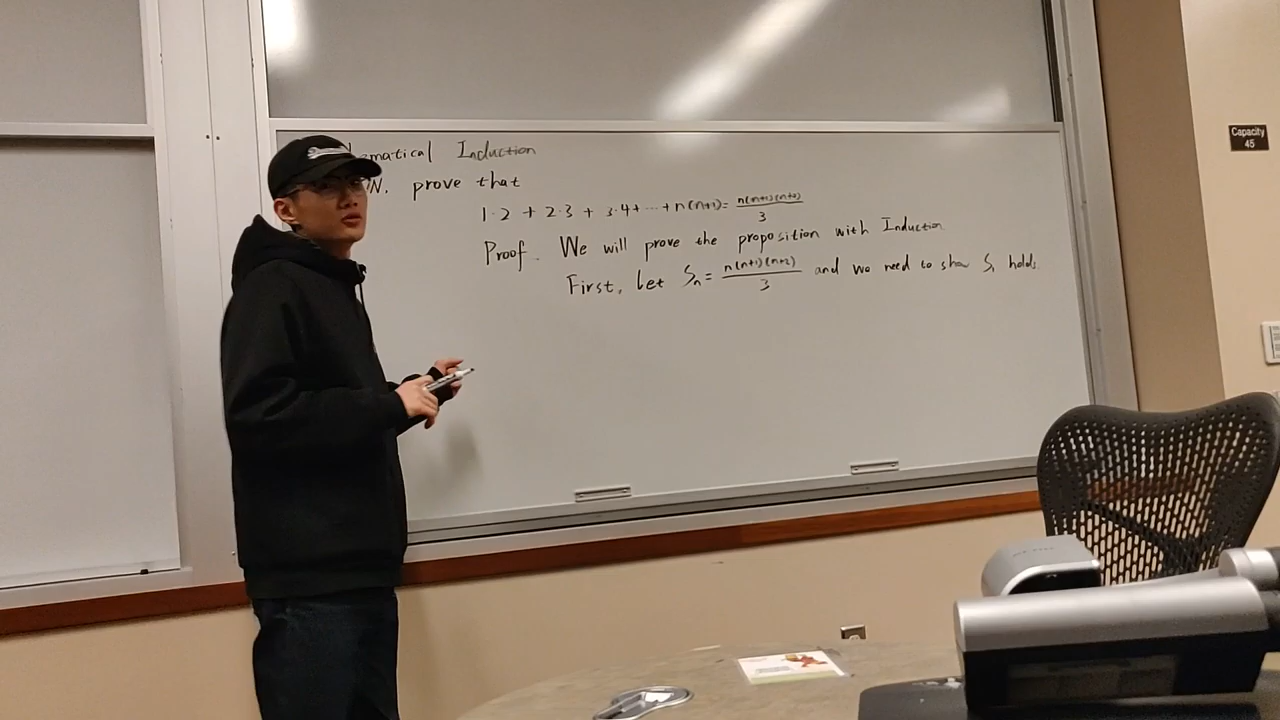 ematical Induction
N. prove that
1·2 + 2·3 + 3·4 + ··· + n(n+1) = n(n+1)(n+2)/3
Proof. We will prove the proposition with Induction
First, let Sn = n(n+1)(n+2)/3 and we need to show S1 holds.
Capacity
45